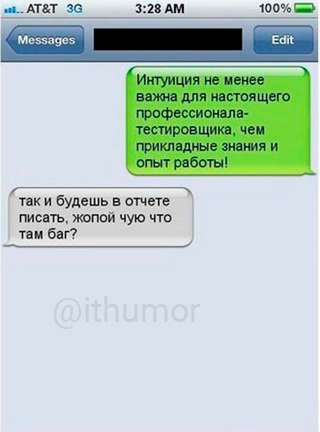 AT&T 3G 3:28 AM 100%
Messages Edit
Интуиция не менее
важна для настоящего
профессионала-
тестировщика, чем
прикладные знания и
опыт работы!
так и будешь в отчете
писать, жопой чую что
там баг?
@ithumor